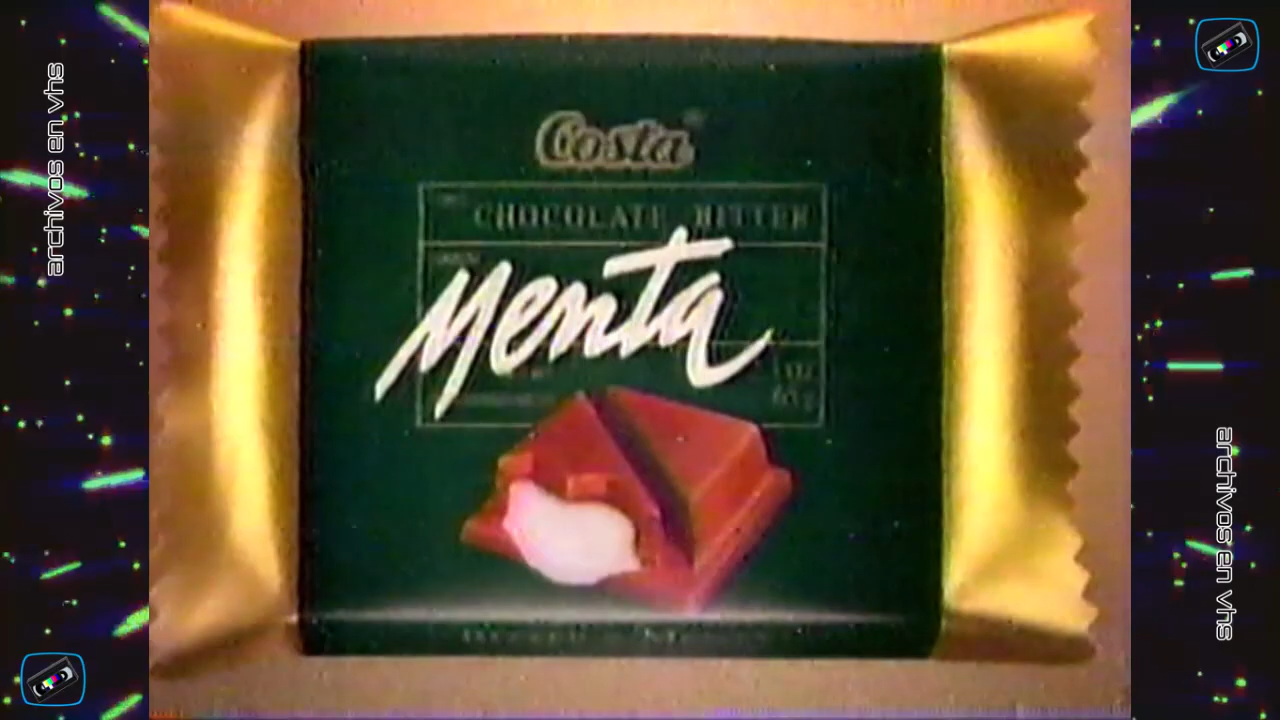 archivos en vhs
Costa
CHOCOLATE BITTER
Menta
archivos en vhs